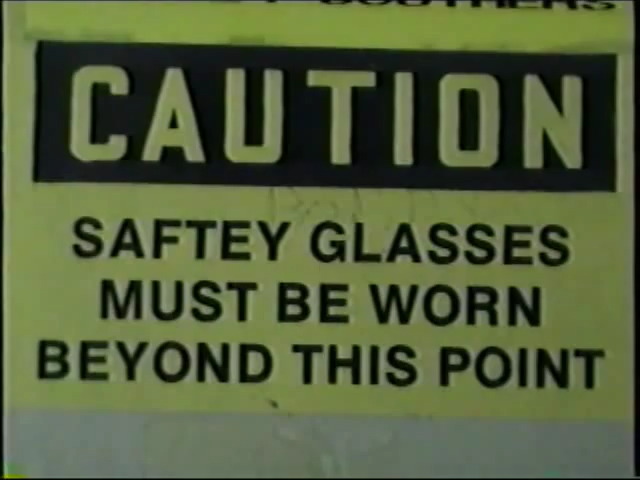 CAUTION
SAFTEY GLASSES
MUST BE WORN
BEYOND THIS POINT